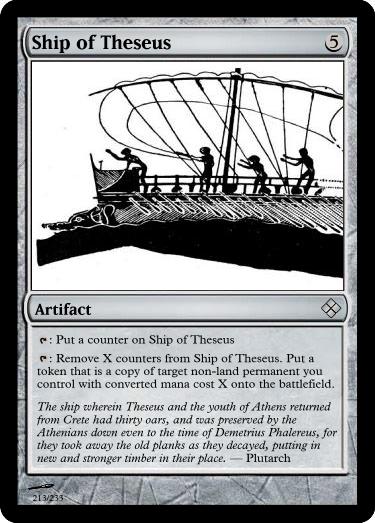 Ship of Theseus 5
Artifact
: Put a counter on Ship of Theseus
: Remove X counters from Ship of Theseus. Put a
token that is a copy of target non-land permanent you
control with converted mana cost X onto the battlefield.
The ship wherein Theseus and the youth of Athens returned
from Crete had thirty oars, and was preserved by the
Athenians down even to the time of Demetrius Phalereus, for
they took away the old planks as they decayed, putting in
new and stronger timber in their place. — Plutarch
213/233